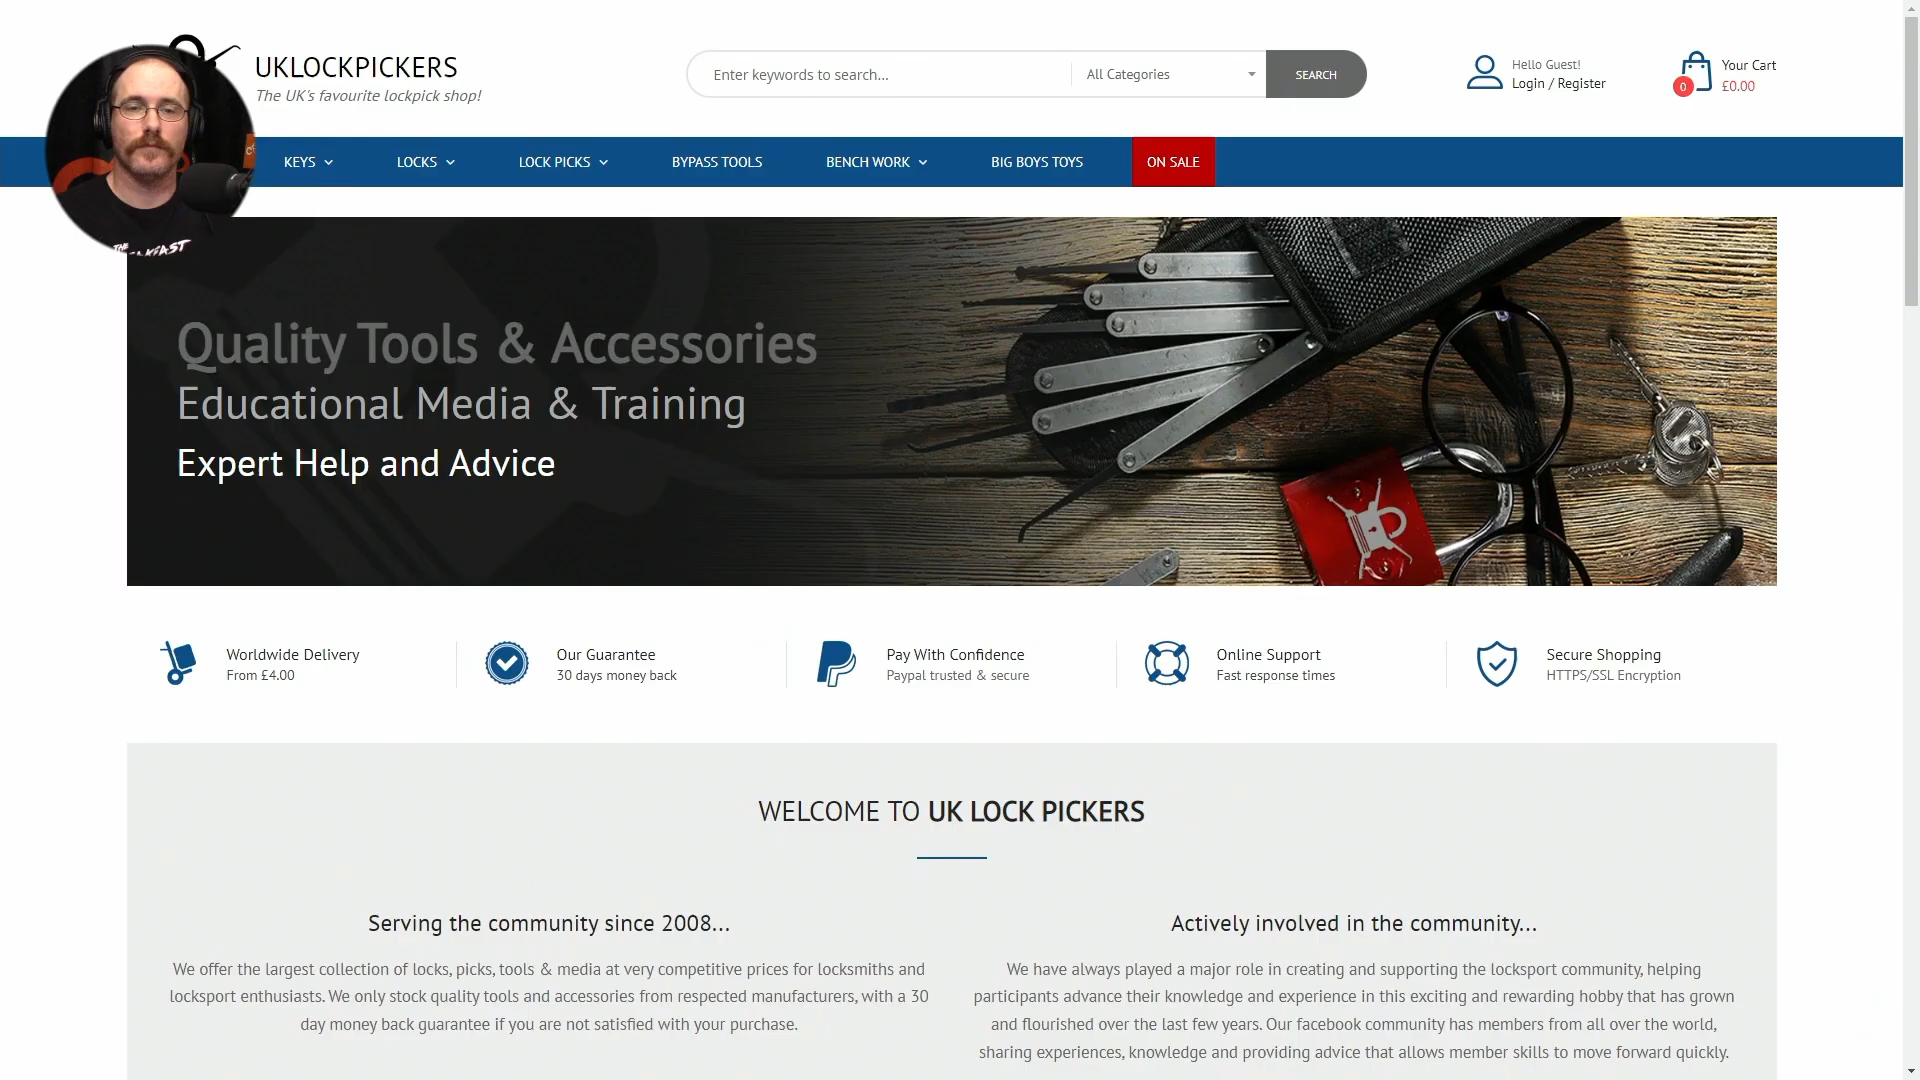 UKLOCKPICKERS
The UK's favourite lockpick shop!
Enter keywords to search...
All Categories
SEARCH
Hello Guest!
Login / Register
0
Your Cart
£0.00
KEYS
LOCKS
LOCK PICKS
BYPASS TOOLS
BENCH WORK
BIG BOYS TOYS
ON SALE
THE
Quality Tools & Accessories
Educational Media & Training
Expert Help and Advice
Worldwide Delivery
From £4.00
Our Guarantee
30 days money back
Pay With Confidence
Paypal trusted & secure
Online Support
Fast response times
Secure Shopping
HTTPS/SSL Encryption
WELCOME TO UK LOCK PICKERS
Serving the community since 2008...
We offer the largest collection of locks, picks, tools & media at very competitive prices for locksmiths and
locksport enthusiasts. We only stock quality tools and accessories from respected manufacturers, with a 30
day money back guarantee if you are not satisfied with your purchase.
Actively involved in the community...
We have always played a major role in creating and supporting the locksport community, helping
participants advance their knowledge and experience in this exciting and rewarding hobby that has grown
and flourished over the last few years. Our facebook community has members from all over the world,
sharing experiences, knowledge and providing advice that allows member skills to move forward quickly.